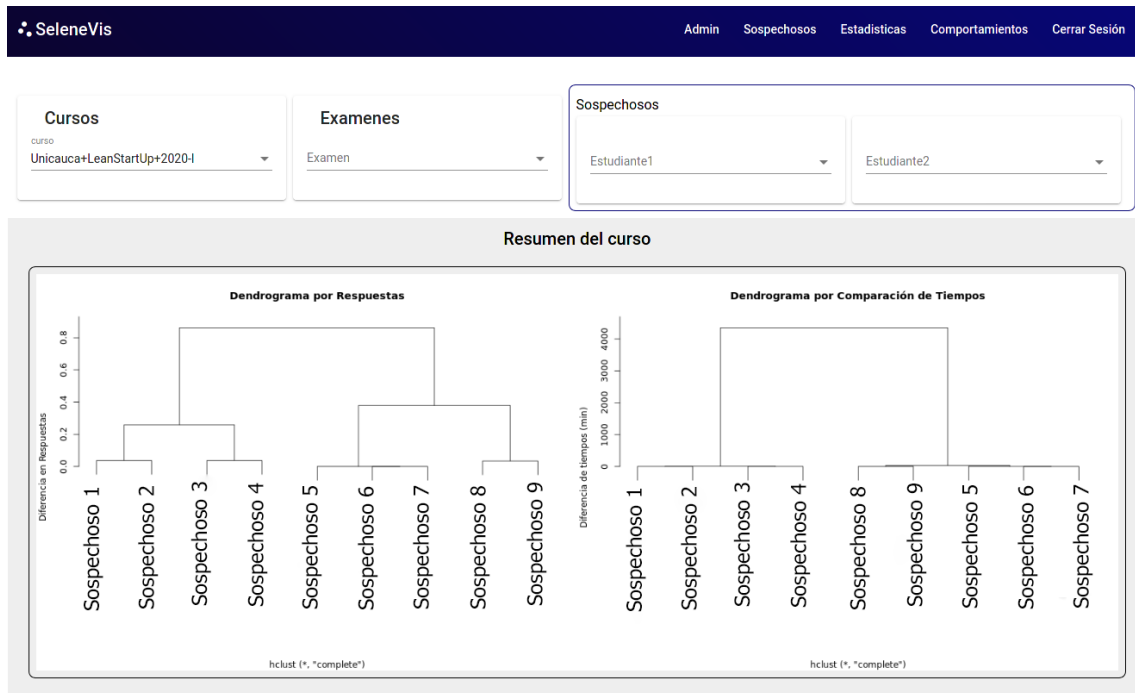 SeleneVis
Admin Sospechosos Estadisticas Comportamientos Cerrar Sesión
Cursos
curso
Unicauca+LeanStartUp+2020-I
Examenes
Examen
Sospechosos
Estudiante1
Estudiante2
Resumen del curso
Dendrograma por Respuestas
Diferencia en Respuestas
0.8
0.6
0.4
0.2
0.0
Sospechoso 1
Sospechoso 2
Sospechoso 3
Sospechoso 4
Sospechoso 5
Sospechoso 6
Sospechoso 7
Sospechoso 8
Sospechoso 9
hclust (*, "complete")
Dendrograma por Comparación de Tiempos
Diferencia de tiempos (min)
4000
3000
2000
1000
0
Sospechoso 1
Sospechoso 2
Sospechoso 3
Sospechoso 4
Sospechoso 8
Sospechoso 9
Sospechoso 5
Sospechoso 6
Sospechoso 7
hclust (*, "complete")